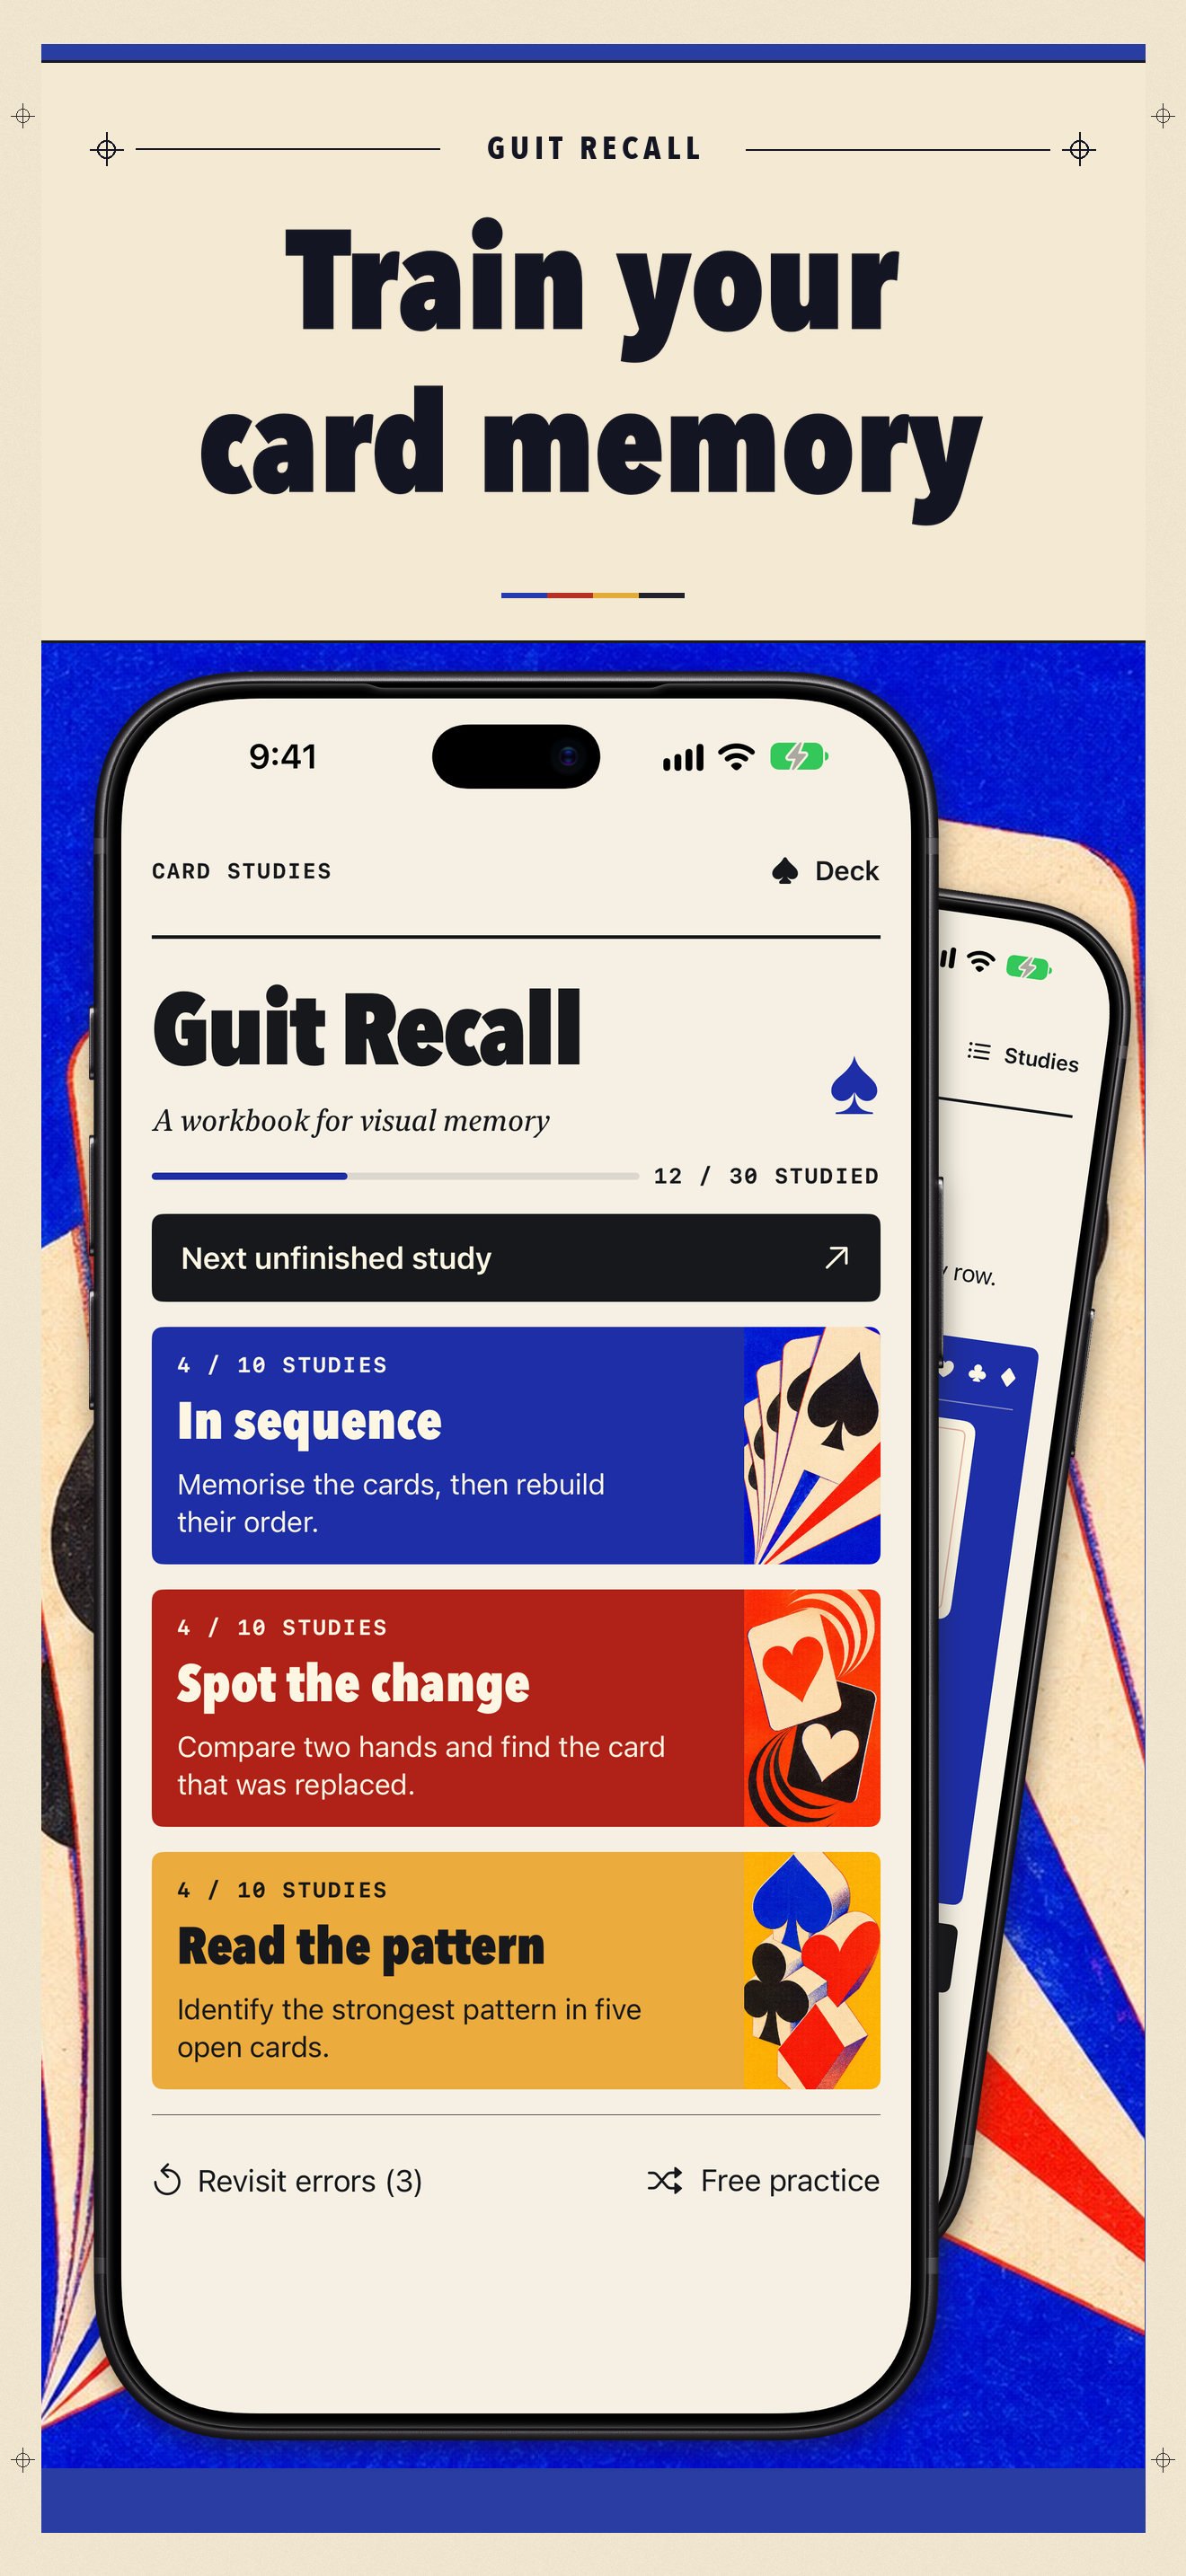 GUIT RECALL
Train your
card memory
9:41
CARD STUDIES
Deck
Guit Recall
A workbook for visual memory
12 / 30 STUDIED
Next unfinished study
4 / 10 STUDIES
In sequence
Memorise the cards, then rebuild
their order.
4 / 10 STUDIES
Spot the change
Compare two hands and find the card
that was replaced.
4 / 10 STUDIES
Read the pattern
Identify the strongest pattern in five
open cards.
Revisit errors (3)
Free practice
Studies
row.